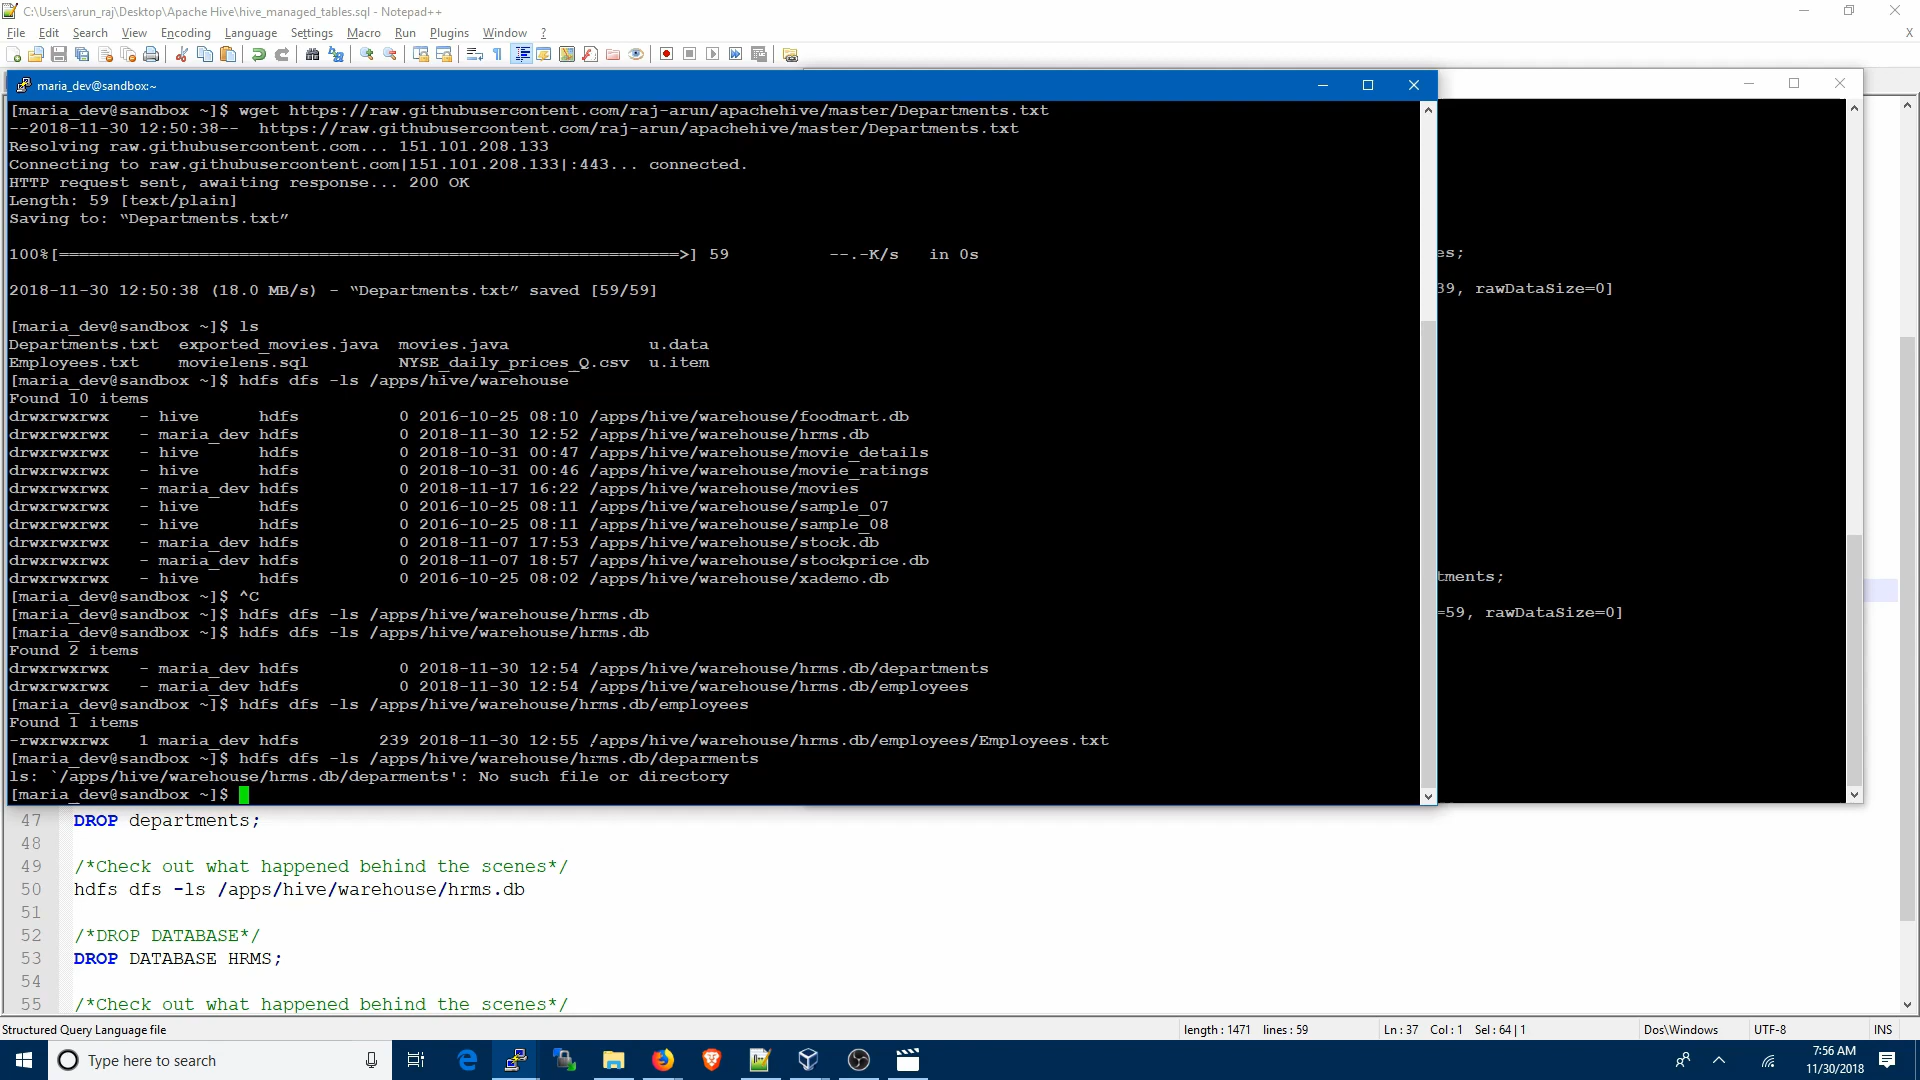 C:\Users\arun_raj\Desktop\Apache Hive\hive_managed_tables.sql - Notepad++
File Edit Search View Encoding Language Settings Macro Run Plugins Window ?
X
maria_dev@sandbox:~
[maria_dev@sandbox ~]$ wget https://raw.githubusercontent.com/raj-arun/apachehive/master/Departments.txt
--2018-11-30 12:50:38--  https://raw.githubusercontent.com/raj-arun/apachehive/master/Departments.txt
Resolving raw.githubusercontent.com... 151.101.208.133
Connecting to raw.githubusercontent.com|151.101.208.133|:443... connected.
HTTP request sent, awaiting response... 200 OK
Length: 59 [text/plain]
Saving to: “Departments.txt”
100%[==============================================================>] 59          --.-K/s   in 0s
2018-11-30 12:50:38 (18.0 MB/s) - “Departments.txt” saved [59/59]
[maria_dev@sandbox ~]$ ls
Departments.txt  exported_movies.java  movies.java              u.data
Employees.txt    movielens.sql         NYSE_daily_prices_Q.csv  u.item
[maria_dev@sandbox ~]$ hdfs dfs -ls /apps/hive/warehouse
Found 10 items
drwxrwxrwx   - hive      hdfs          0 2016-10-25 08:10 /apps/hive/warehouse/foodmart.db
drwxrwxrwx   - maria_dev hdfs          0 2018-11-30 12:52 /apps/hive/warehouse/hrms.db
drwxrwxrwx   - hive      hdfs          0 2018-10-31 00:47 /apps/hive/warehouse/movie_details
drwxrwxrwx   - hive      hdfs          0 2018-10-31 00:46 /apps/hive/warehouse/movie_ratings
drwxrwxrwx   - maria_dev hdfs          0 2018-11-17 16:22 /apps/hive/warehouse/movies
drwxrwxrwx   - hive      hdfs          0 2016-10-25 08:11 /apps/hive/warehouse/sample_07
drwxrwxrwx   - hive      hdfs          0 2016-10-25 08:11 /apps/hive/warehouse/sample_08
drwxrwxrwx   - maria_dev hdfs          0 2018-11-07 17:53 /apps/hive/warehouse/stock.db
drwxrwxrwx   - maria_dev hdfs          0 2018-11-07 18:57 /apps/hive/warehouse/stockprice.db
drwxrwxrwx   - hive      hdfs          0 2016-10-25 08:02 /apps/hive/warehouse/xademo.db
[maria_dev@sandbox ~]$ ^C
[maria_dev@sandbox ~]$ hdfs dfs -ls /apps/hive/warehouse/hrms.db
[maria_dev@sandbox ~]$ hdfs dfs -ls /apps/hive/warehouse/hrms.db
Found 2 items
drwxrwxrwx   - maria_dev hdfs          0 2018-11-30 12:54 /apps/hive/warehouse/hrms.db/departments
drwxrwxrwx   - maria_dev hdfs          0 2018-11-30 12:54 /apps/hive/warehouse/hrms.db/employees
[maria_dev@sandbox ~]$ hdfs dfs -ls /apps/hive/warehouse/hrms.db/employees
Found 1 items
-rwxrwxrwx   1 maria_dev hdfs        239 2018-11-30 12:55 /apps/hive/warehouse/hrms.db/employees/Employees.txt
[maria_dev@sandbox ~]$ hdfs dfs -ls /apps/hive/warehouse/hrms.db/deparments
ls: `/apps/hive/warehouse/hrms.db/deparments': No such file or directory
[maria_dev@sandbox ~]$
es;
39, rawDataSize=0]
tments;
=59, rawDataSize=0]
47 DROP departments;
48
49 /*Check out what happened behind the scenes*/
50 hdfs dfs -ls /apps/hive/warehouse/hrms.db
51
52 /*DROP DATABASE*/
53 DROP DATABASE HRMS;
54
55 /*Check out what happened behind the scenes*/
Structured Query Language file length : 1471 lines : 59 Ln : 37 Col : 1 Sel : 64 | 1 Dos\Windows UTF-8 INS
Type here to search
7:56 AM
11/30/2018